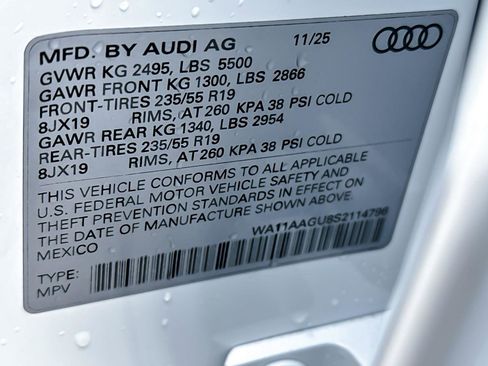 MFD. BY AUDI AG 11/25
GVWR KG 2495, LBS 5500
GAWR FRONT KG 1300, LBS 2866
FRONT-TIRES 235/55 R19
8JX19 RIMS, AT 260 KPA 38 PSI COLD
GAWR REAR KG 1340, LBS 2954
REAR-TIRES 235/55 R19
8JX19 RIMS, AT 260 KPA 38 PSI COLD
THIS VEHICLE CONFORMS TO ALL APPLICABLE
U.S. FEDERAL MOTOR VEHICLE SAFETY AND
THEFT PREVENTION STANDARDS IN EFFECT ON
THE DATE OF MANUFACTURE SHOWN ABOVE.
MEXICO
WA11AAGU8S2114796
TYPE:
MPV